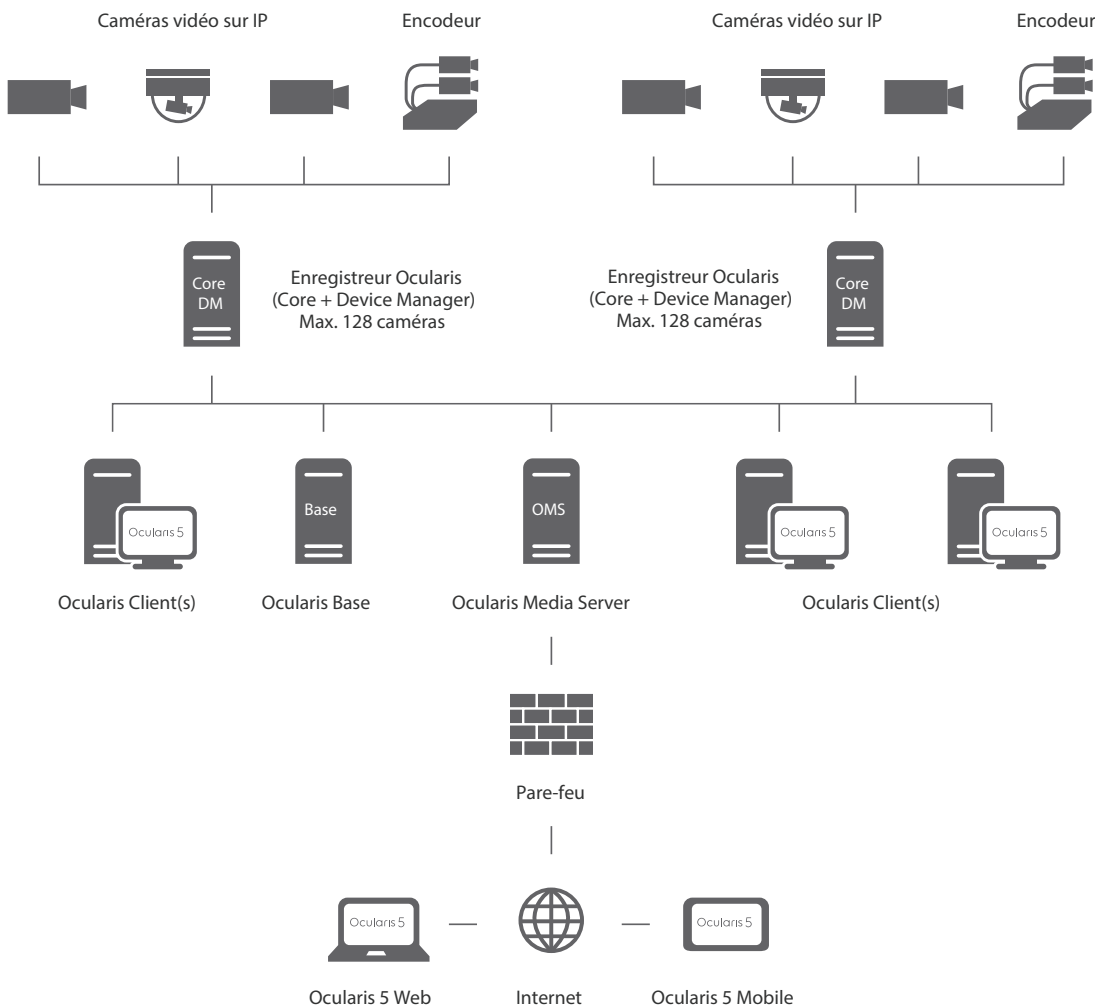 Caméras vidéo sur IP
Encodeur
Caméras vidéo sur IP
Encodeur
Core
DM
Enregistreur Ocularis
(Core + Device Manager)
Max. 128 caméras
Enregistreur Ocularis
(Core + Device Manager)
Max. 128 caméras
Core
DM
Ocularis 5
Base
OMS
Ocularis 5
Ocularis 5
Ocularis Client(s)
Ocularis Base
Ocularis Media Server
Ocularis Client(s)
Pare-feu
Ocularis 5
Ocularis 5
Ocularis 5 Web
Internet
Ocularis 5 Mobile